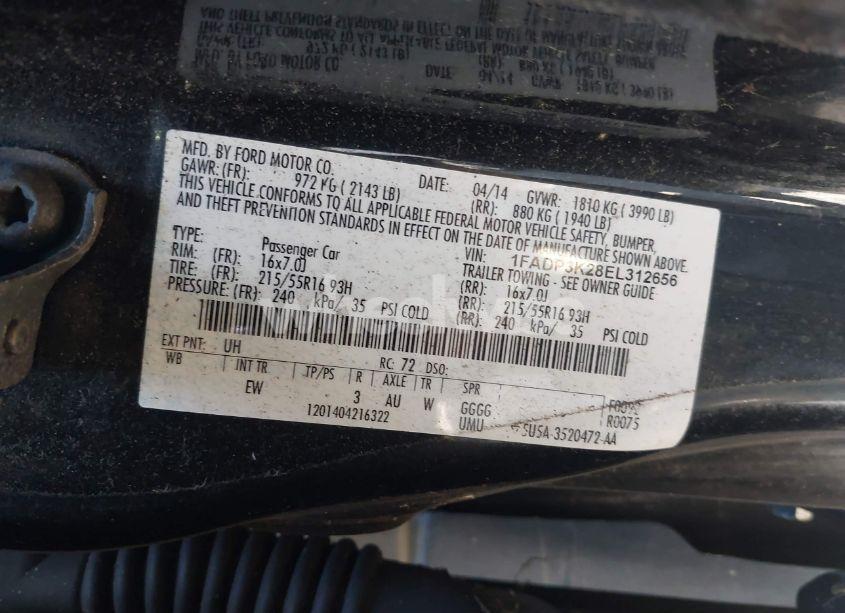 MFD. BY FORD MOTOR CO.
DATE: 04/14 GVWR: 1810 KG ( 3990 LB)
GAWR: (FR): 972 KG ( 2143 LB) (RR): 880 KG ( 1940 LB)
THIS VEHICLE CONFORMS TO ALL APPLICABLE FEDERAL MOTOR VEHICLE SAFETY, BUMPER,
AND THEFT PREVENTION STANDARDS IN EFFECT ON THE DATE OF MANUFACTURE SHOWN ABOVE.
VIN: 1FADP3K28EL312656
TYPE: Passenger Car TRAILER TOWING - SEE OWNER GUIDE
RIM: (FR): 16x7.0J (RR): 16x7.0J
TIRE: (FR): 215/55R16 93H (RR): 215/55R16 93H
PRESSURE: (FR): 240 kPa/ 35 PSI COLD (RR): 240 kPa/ 35 PSI COLD
EXT PNT: UH RC: 72 DSO:
WB INT TR TP/PS R AXLE TR SPR
EW 3 AU W GGGG
UMU R0075
1201404216322 5U5A-3520472-AA